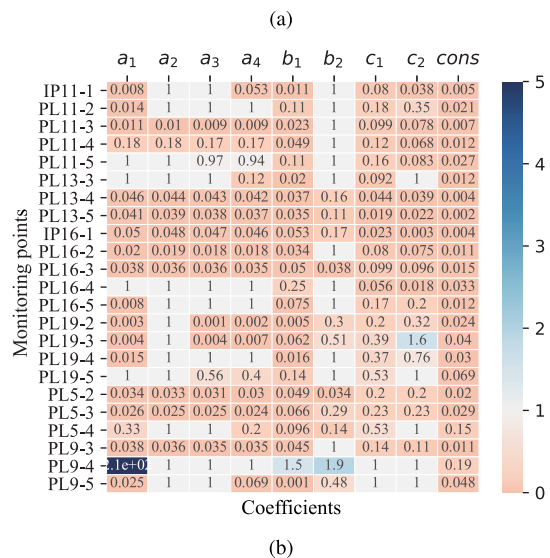 (a)
a₁ a₂ a₃ a₄ b₁ b₂ c₁ c₂ cons
IP11-1 0.008 1 1 0.053 0.011 1 0.08 0.038 0.005
PL11-2 0.014 1 1 1 0.11 1 0.18 0.35 0.021
PL11-3 0.011 0.01 0.009 0.009 0.023 1 0.099 0.078 0.007
PL11-4 0.18 0.18 0.17 0.17 0.049 1 0.12 0.068 0.012
PL11-5 1 1 0.97 0.94 0.11 1 0.16 0.083 0.027
PL13-3 1 1 1 0.12 0.02 1 0.092 1 0.012
PL13-4 0.046 0.044 0.043 0.042 0.037 0.16 0.044 0.039 0.004
PL13-5 0.041 0.039 0.038 0.037 0.035 0.11 0.019 0.022 0.002
IP16-1 0.05 0.048 0.047 0.046 0.053 0.17 0.023 0.003 0.004
PL16-2 0.02 0.019 0.018 0.018 0.034 1 0.08 0.075 0.011
PL16-3 0.038 0.036 0.036 0.035 0.05 0.038 0.099 0.096 0.015
PL16-4 1 1 1 1 0.25 1 0.056 0.018 0.033
PL16-5 0.008 1 1 1 0.075 1 0.17 0.2 0.012
PL19-2 0.003 1 0.001 0.002 0.005 0.3 0.2 0.32 0.024
PL19-3 0.004 1 0.004 0.007 0.062 0.51 0.39 1.6 0.04
PL19-4 0.015 1 1 1 0.016 1 0.37 0.76 0.03
PL19-5 1 1 0.56 0.4 0.14 1 0.53 1 0.069
PL5-2 0.034 0.033 0.031 0.03 0.049 0.034 0.2 0.2 0.02
PL5-3 0.026 0.025 0.025 0.024 0.066 0.29 0.23 0.23 0.029
PL5-4 0.33 1 1 0.2 0.096 0.14 0.53 1 0.15
PL9-3 0.038 0.036 0.035 0.035 0.045 1 0.14 0.11 0.011
PL9-4 2.1e+02 1 1 1 1.5 1.9 1 1 0.19
PL9-5 0.025 1 1 0.069 0.001 0.48 1 1 0.048
Monitoring points
Coefficients
5
4
3
2
1
0
(b)